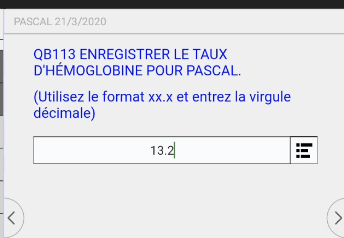 PASCAL 21/3/2020
QB113 ENREGISTRER LE TAUX
D'HÉMOGLOBINE POUR PASCAL.
(Utilisez le format xx.x et entrez la virgule
décimale)
13.2